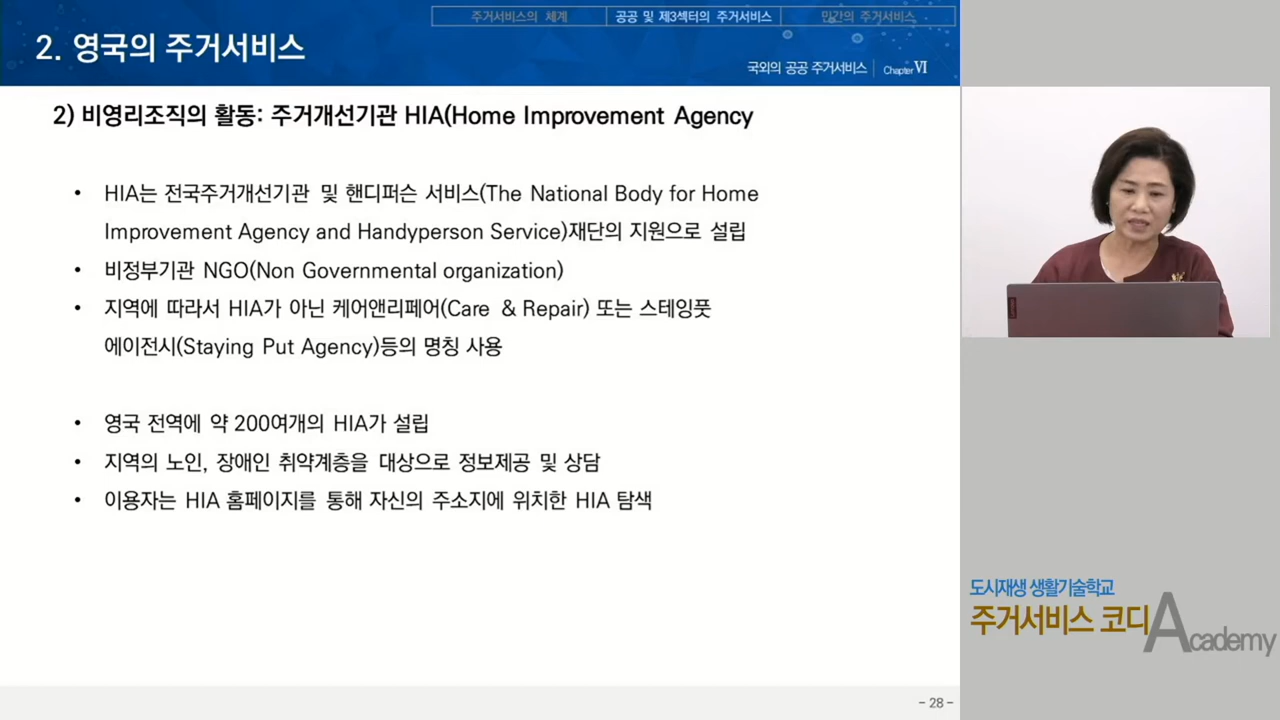 주거서비스의 체계
공공 및 제3섹터의 주거서비스
민간의 주거서비스
2. 영국의 주거서비스
국외의 공공 주거서비스
Chapter Ⅵ
2) 비영리조직의 활동: 주거개선기관 HIA(Home Improvement Agency
• HIA는 전국주거개선기관 및 핸디퍼슨 서비스(The National Body for Home
Improvement Agency and Handyperson Service)재단의 지원으로 설립
• 비정부기관 NGO(Non Governmental organization)
• 지역에 따라서 HIA가 아닌 케어앤리페어(Care & Repair) 또는 스테잉풋
에이전시(Staying Put Agency)등의 명칭 사용
• 영국 전역에 약 200여개의 HIA가 설립
• 지역의 노인, 장애인 취약계층을 대상으로 정보제공 및 상담
• 이용자는 HIA 홈페이지를 통해 자신의 주소지에 위치한 HIA 탐색
도시재생 생활기술학교
주거서비스 코디 Academy
- 28 -